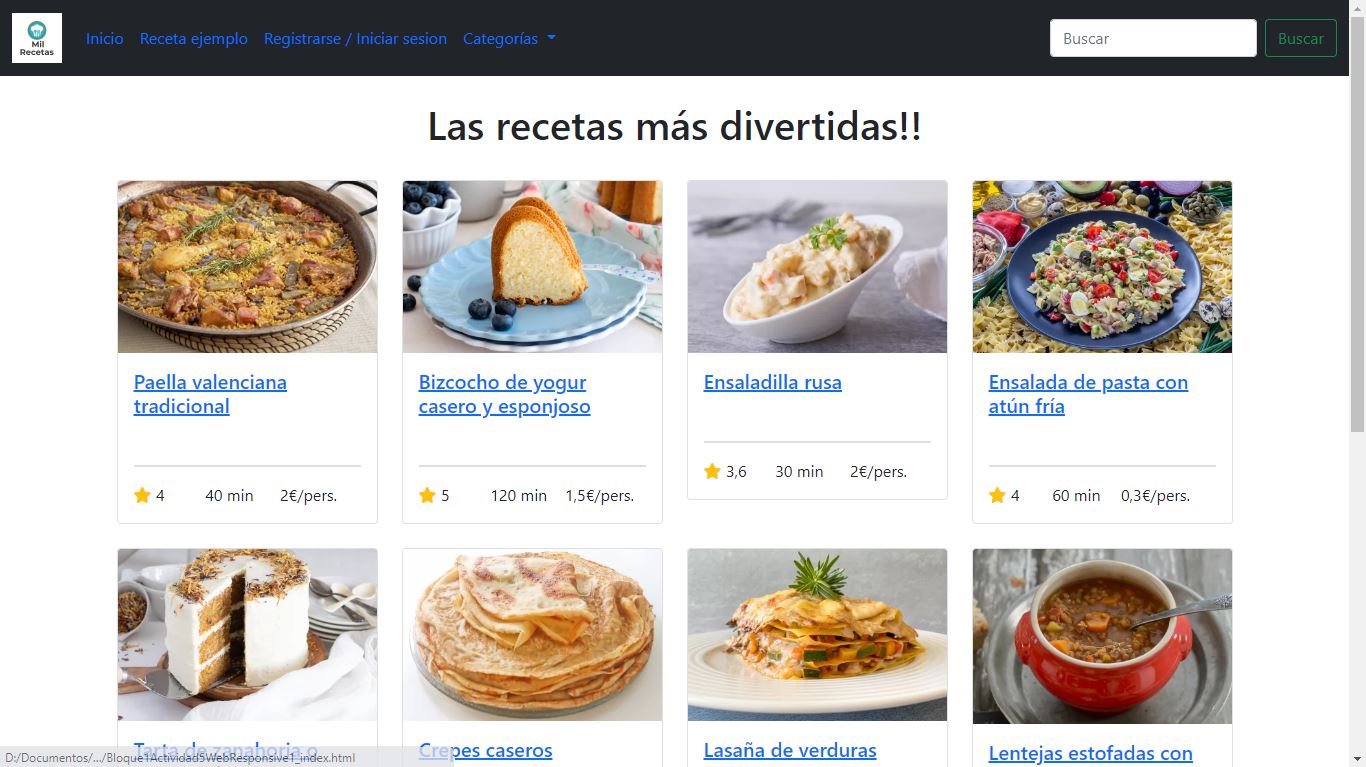 Mil
Recetas
Inicio
Receta ejemplo
Registrarse / Iniciar sesion
Categorías
Buscar
Buscar
Las recetas más divertidas!!
Paella valenciana
tradicional
4 40 min 2€/pers.
Bizcocho de yogur
casero y esponjoso
5 120 min 1,5€/pers.
Ensaladilla rusa
3,6 30 min 2€/pers.
Ensalada de pasta con
atún fría
4 60 min 0,3€/pers.
Tarta de zanahoria o
Crepes caseros
Lasaña de verduras
Lentejas estofadas con
D:/Documentos/.../Bloque1Actividad5WebResponsive1_index.html